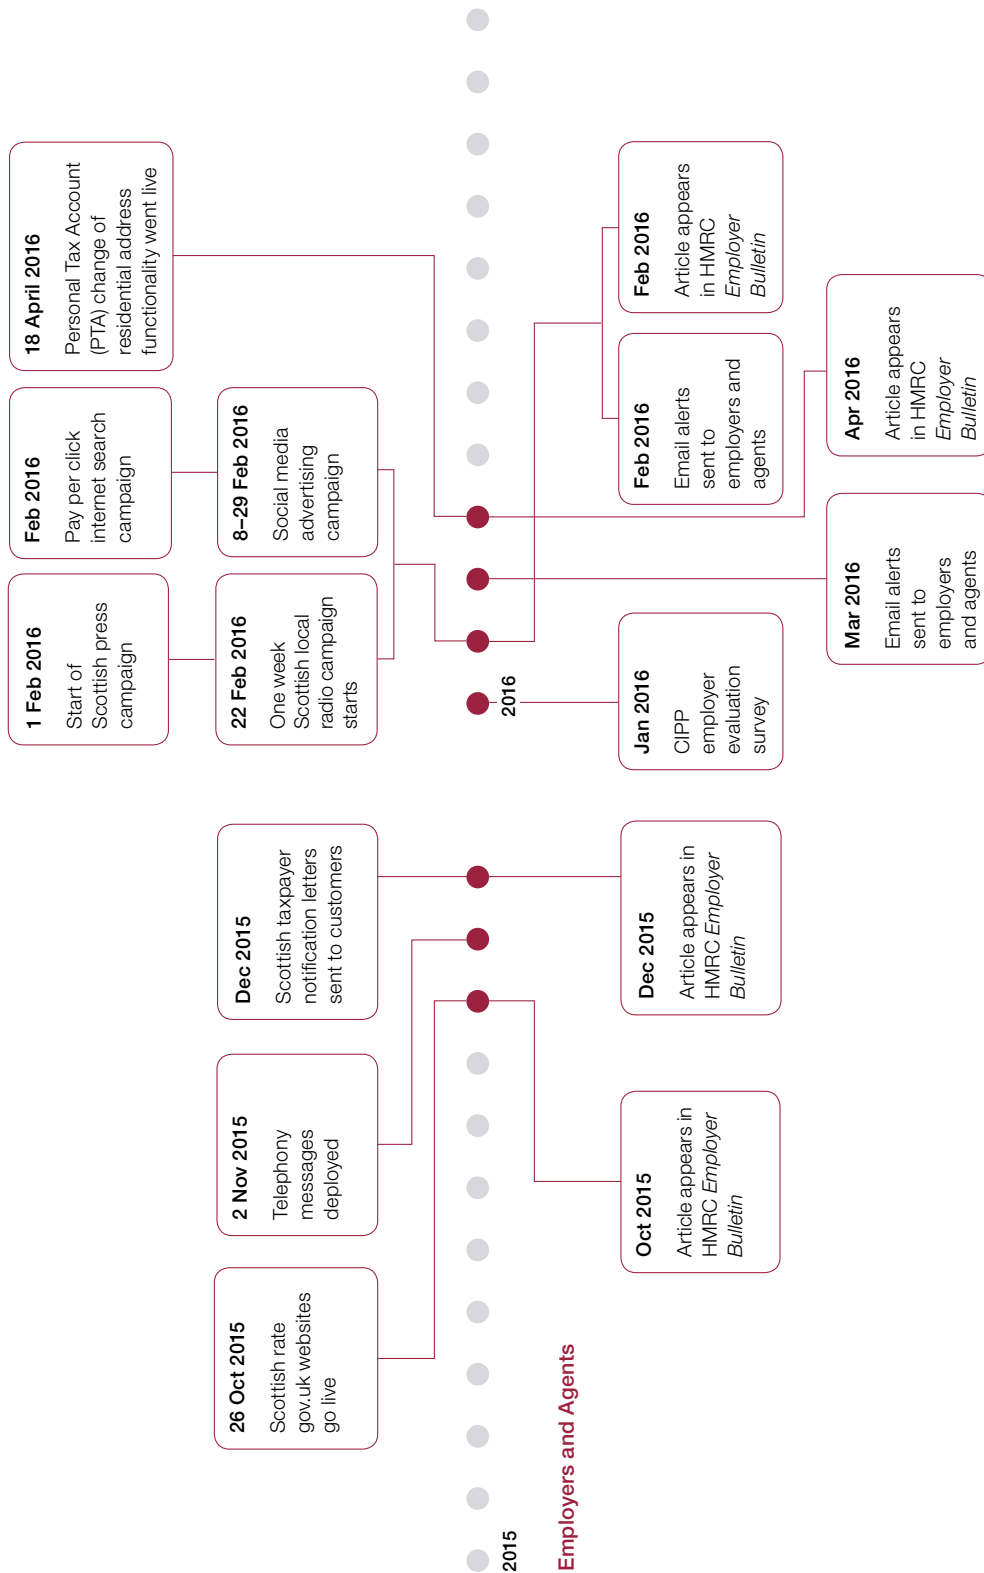 26 Oct 2015
Scottish rate
gov.uk websites
go live
2 Nov 2015
Telephony
messages
deployed
Dec 2015
Scottish taxpayer
notification letters
sent to customers
1 Feb 2016
Start of
Scottish press
campaign
22 Feb 2016
One week
Scottish local
radio campaign
starts
Feb 2016
Pay per click
internet search
campaign
8–29 Feb 2016
Social media
advertising
campaign
18 April 2016
Personal Tax Account
(PTA) change of
residential address
functionality went live
2015
2016
Employers and Agents
Oct 2015
Article appears in
HMRC Employer
Bulletin
Dec 2015
Article appears in
HMRC Employer
Bulletin
Jan 2016
CIPP
employer
evaluation
survey
Feb 2016
Email alerts
sent to
employers and
agents
Feb 2016
Article appears
in HMRC
Employer
Bulletin
Mar 2016
Email alerts
sent to
employers
and agents
Apr 2016
Article appears
in HMRC
Employer
Bulletin